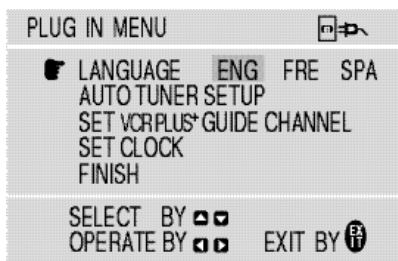 PLUG IN MENU
LANGUAGE ENG FRE SPA
AUTO TUNER SETUP
SET VCR PLUS+ GUIDE CHANNEL
SET CLOCK
FINISH
SELECT BY
OPERATE BY EXIT BY EXIT